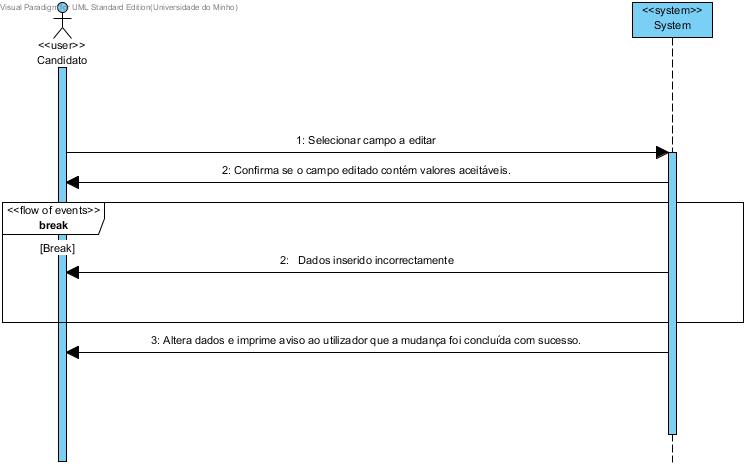 Visual Paradigm for UML Standard Edition(Universidade do Minho)
<<system>>
System
<<user>>
Candidato
1: Selecionar campo a editar
2: Confirma se o campo editado contém valores aceitáveis.
<<flow of events>>
break
[Break]
2: Dados inserido incorrectamente
3: Altera dados e imprime aviso ao utilizador que a mudança foi concluída com sucesso.